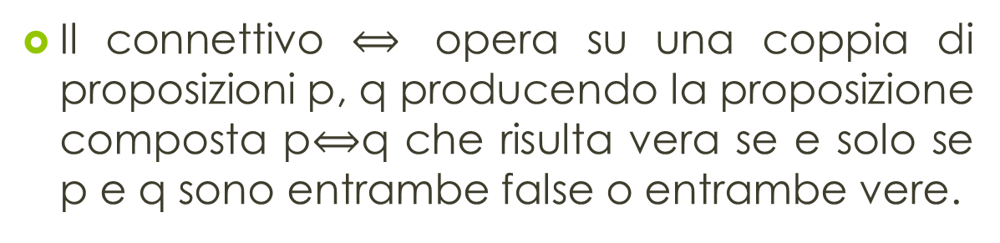 Il connettivo ⇔ opera su una coppia di
proposizioni p, q producendo la proposizione
composta p⇔q che risulta vera se e solo se
p e q sono entrambe false o entrambe vere.